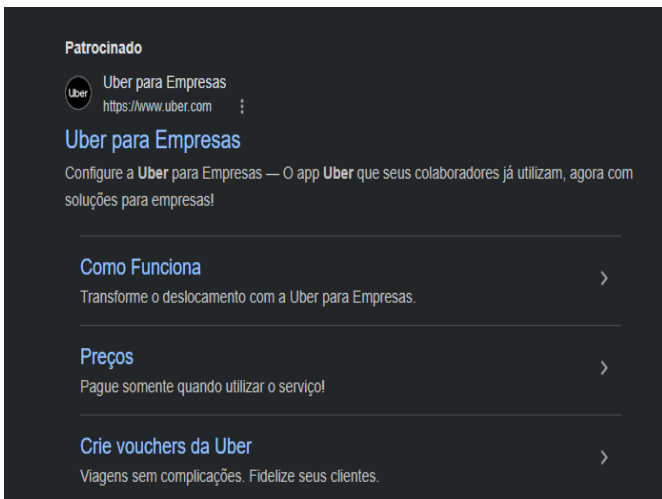 Patrocinado
Uber
Uber para Empresas
https://www.uber.com
Uber para Empresas
Configure a Uber para Empresas — O app Uber que seus colaboradores já utilizam, agora com
soluções para empresas!
Como Funciona
Transforme o deslocamento com a Uber para Empresas.
Preços
Pague somente quando utilizar o serviço!
Crie vouchers da Uber
Viagens sem complicações. Fidelize seus clientes.